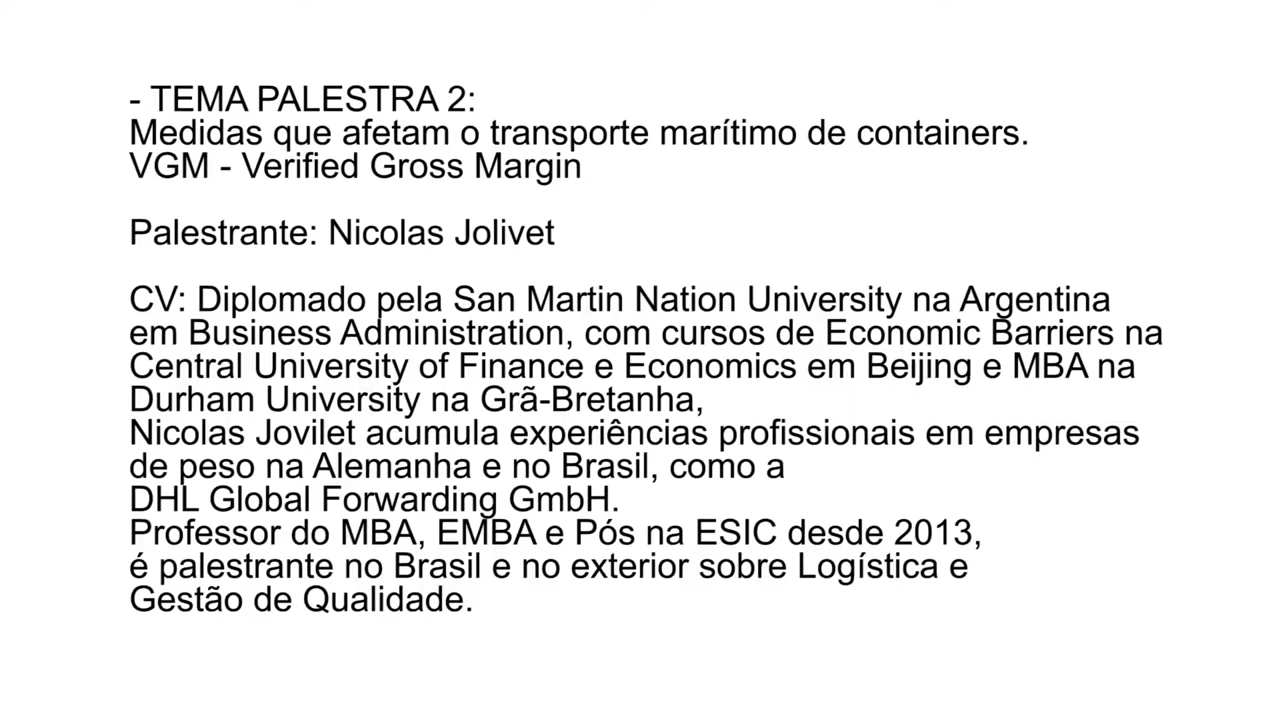 - TEMA PALESTRA 2:
Medidas que afetam o transporte marítimo de containers.
VGM - Verified Gross Margin
Palestrante: Nicolas Jolivet
CV: Diplomado pela San Martin Nation University na Argentina
em Business Administration, com cursos de Economic Barriers na
Central University of Finance e Economics em Beijing e MBA na
Durham University na Grã-Bretanha,
Nicolas Jovilet acumula experiências profissionais em empresas
de peso na Alemanha e no Brasil, como a
DHL Global Forwarding GmbH.
Professor do MBA, EMBA e Pós na ESIC desde 2013,
é palestrante no Brasil e no exterior sobre Logística e
Gestão de Qualidade.